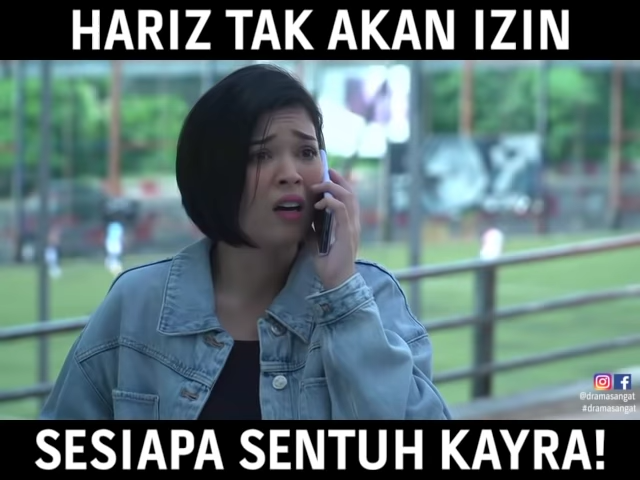 HARIZ TAK AKAN IZIN
@dramasangat
#dramasangat
SESIAPA SENTUH KAYRA!